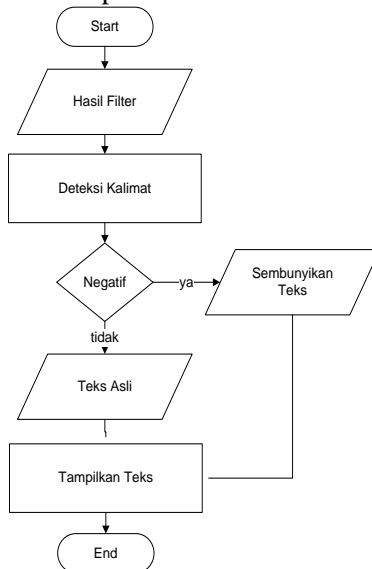 Start
Hasil Filter
Deteksi Kalimat
Negatif
ya
Sembunyikan
Teks
tidak
Teks Asli
Tampilkan Teks
End